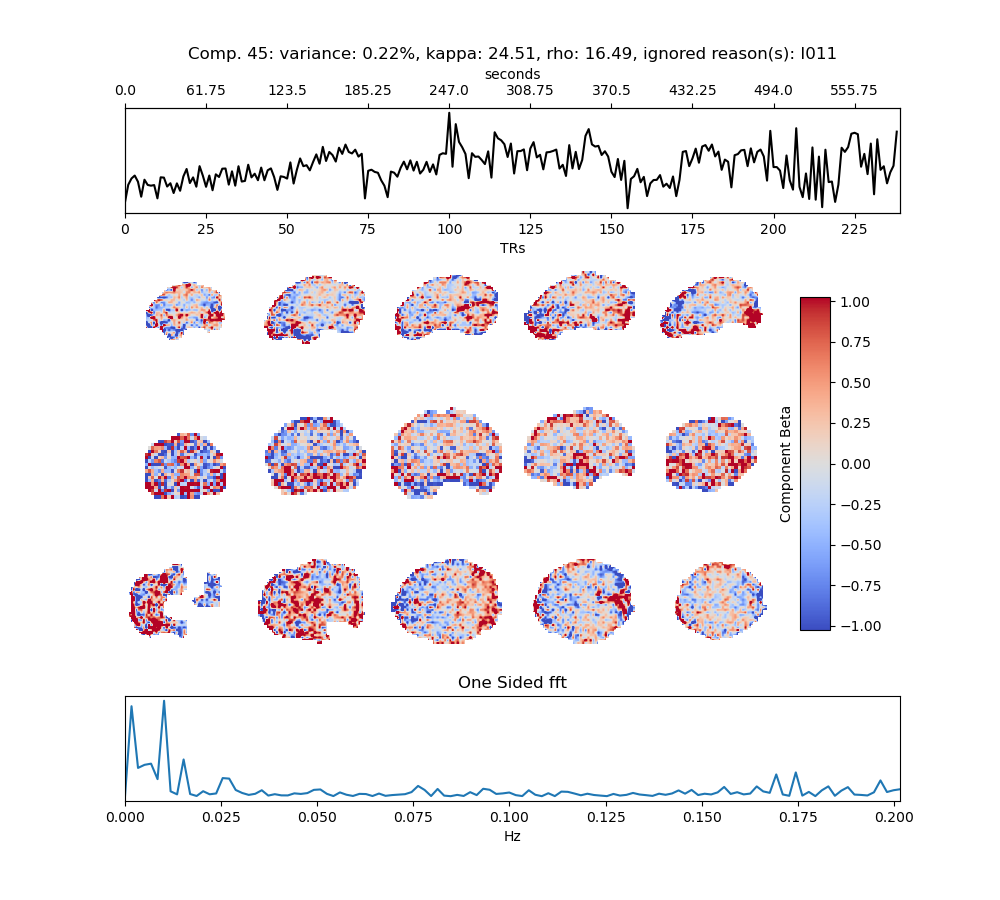 Comp. 45: variance: 0.22%, kappa: 24.51, rho: 16.49, ignored reason(s): I011
seconds
0.0 61.75 123.5 185.25 247.0 308.75 370.5 432.25 494.0 555.75
0 25 50 75 100 125 150 175 200 225
TRs
1.00
0.75
0.50
0.25
0.00
−0.25
−0.50
−0.75
−1.00
Component Beta
One Sided fft
0.000 0.025 0.050 0.075 0.100 0.125 0.150 0.175 0.200
Hz